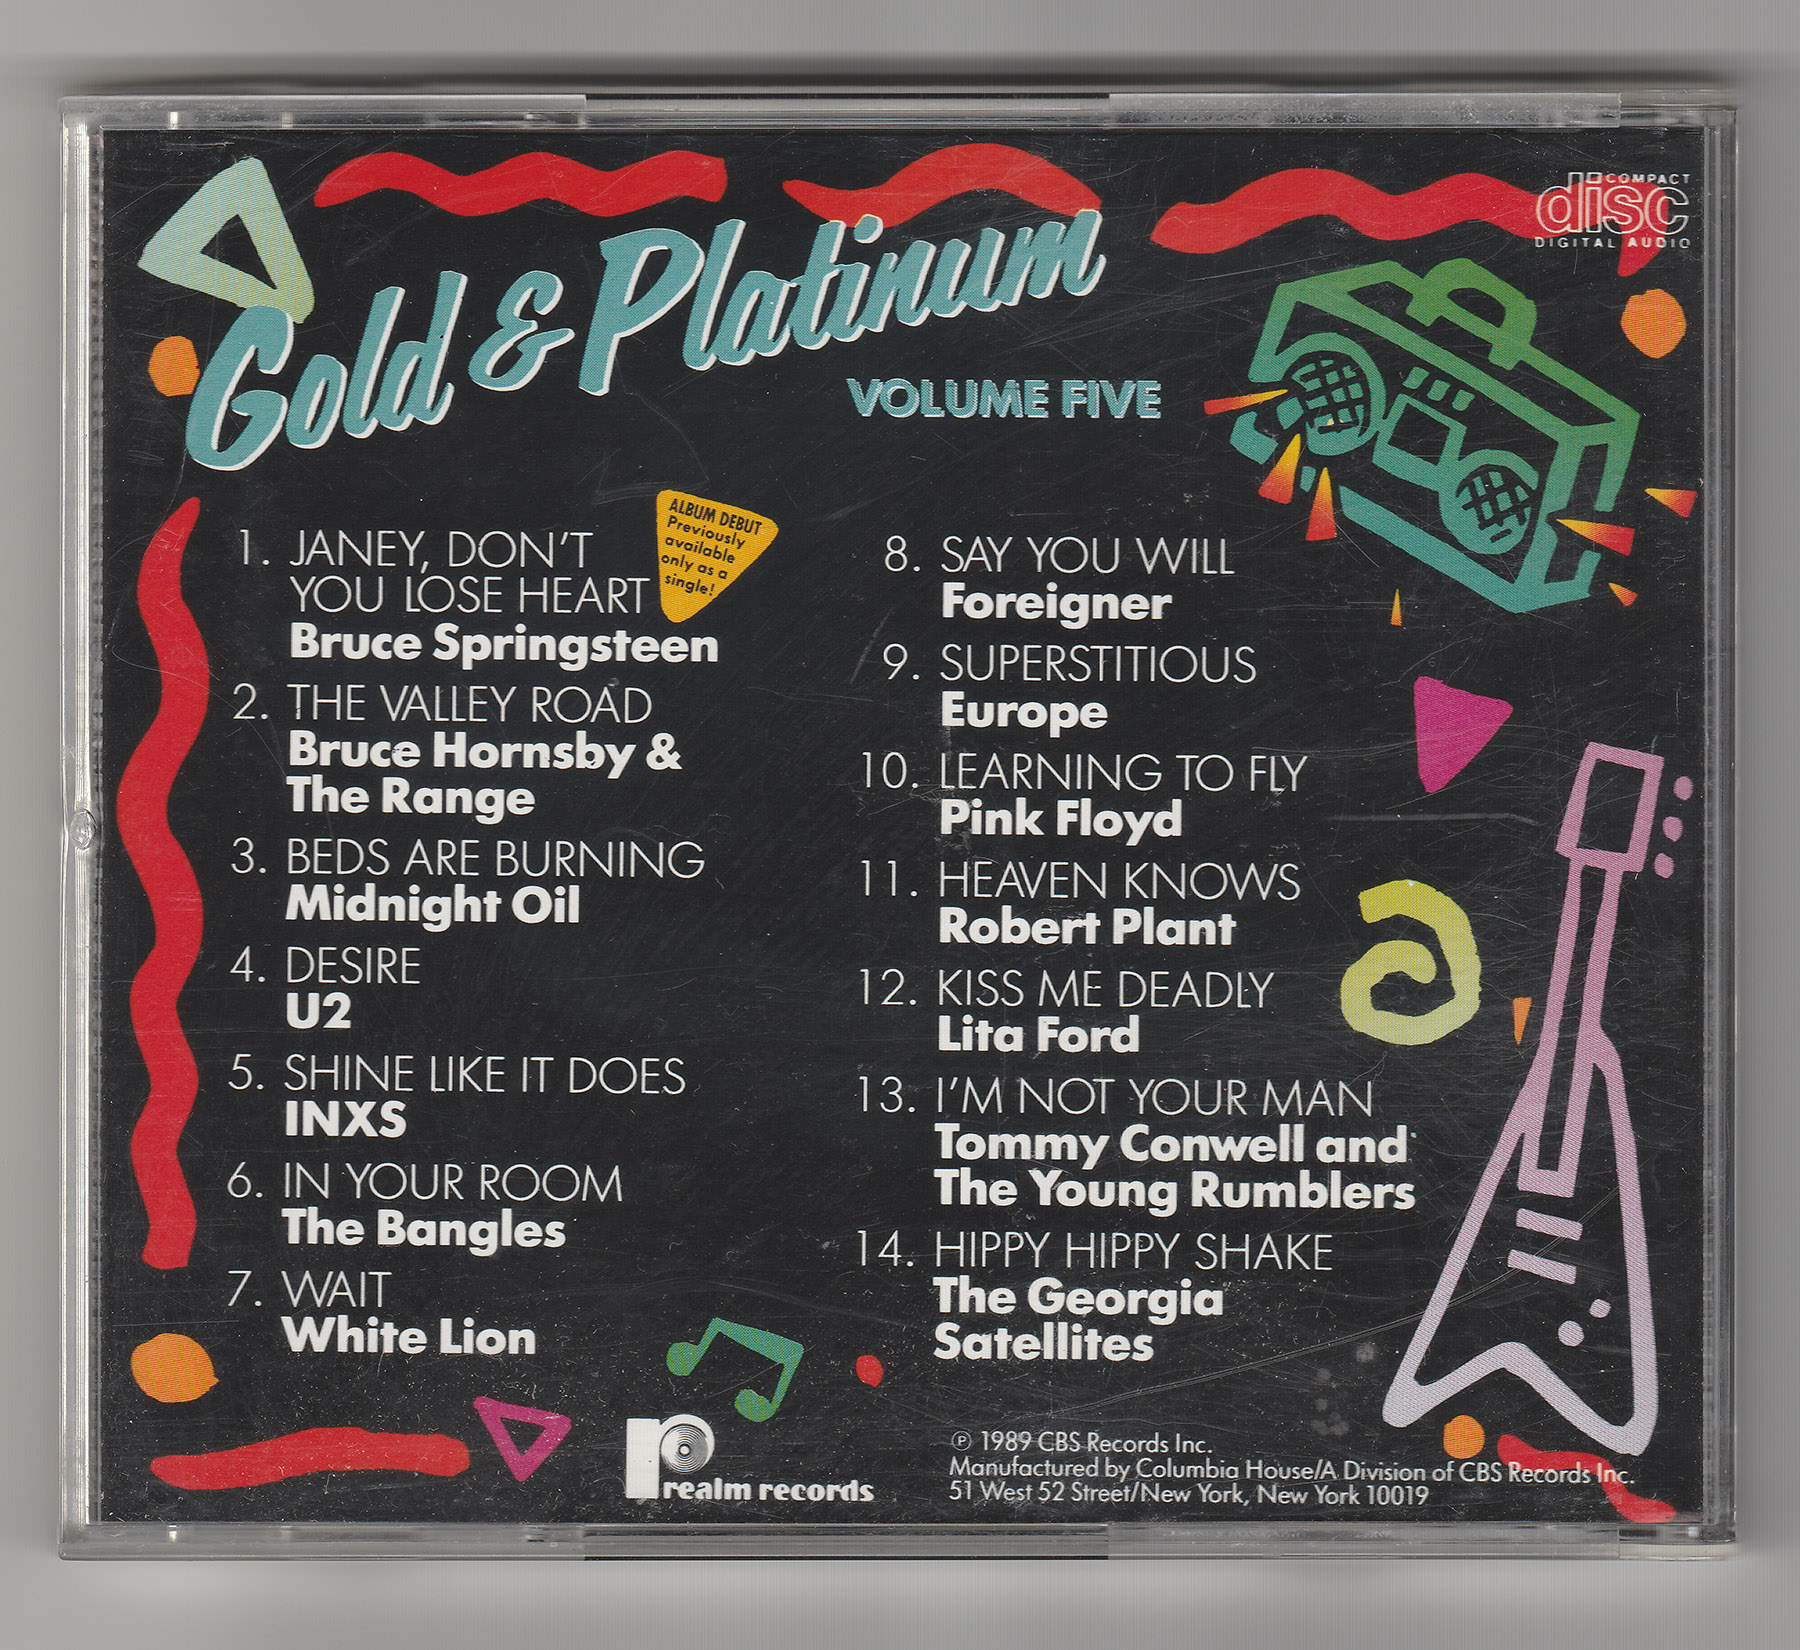 COMPACT
disc
DIGITAL AUDIO
Gold & Platinum
VOLUME FIVE
ALBUM DEBUT
Previously
available
only as a
single!
1. JANEY, DON'T
YOU LOSE HEART
Bruce Springsteen
2. THE VALLEY ROAD
Bruce Hornsby &
The Range
3. BEDS ARE BURNING
Midnight Oil
4. DESIRE
U2
5. SHINE LIKE IT DOES
INXS
6. IN YOUR ROOM
The Bangles
7. WAIT
White Lion
8. SAY YOU WILL
Foreigner
9. SUPERSTITIOUS
Europe
10. LEARNING TO FLY
Pink Floyd
11. HEAVEN KNOWS
Robert Plant
12. KISS ME DEADLY
Lita Ford
13. I'M NOT YOUR MAN
Tommy Conwell and
The Young Rumblers
14. HIPPY HIPPY SHAKE
The Georgia
Satellites
r
realm records
℗ 1989 CBS Records Inc.
Manufactured by Columbia House/A Division of CBS Records Inc.
51 West 52 Street/New York, New York 10019